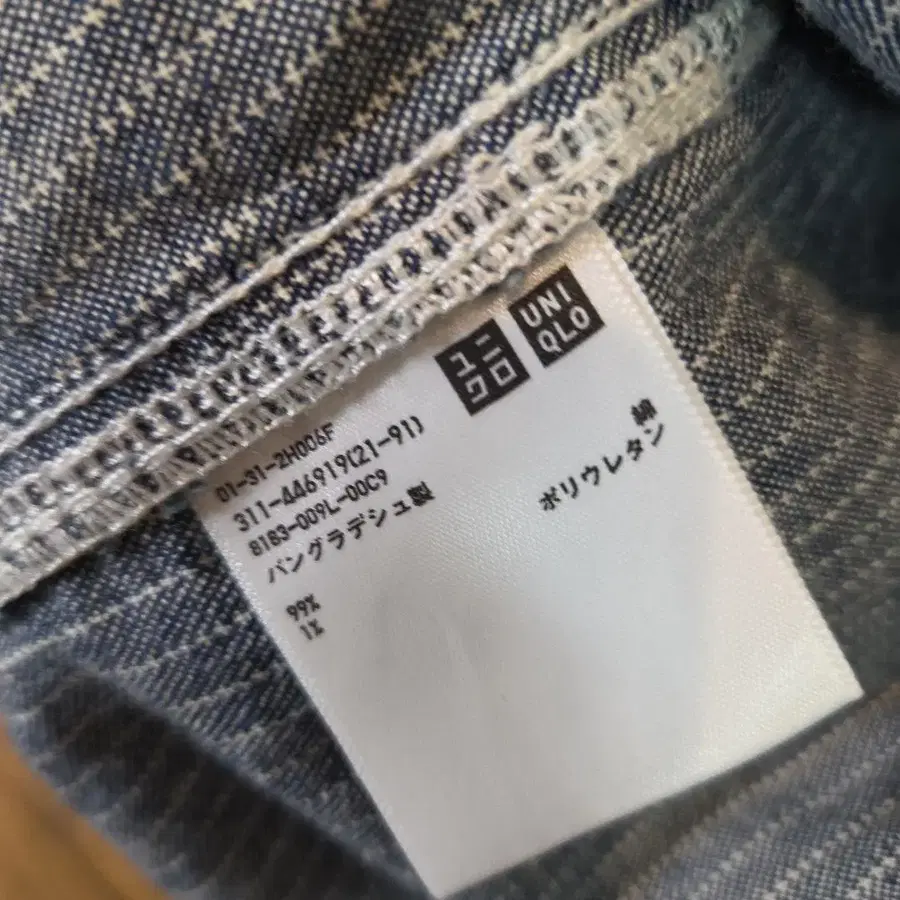 ユニ
クロ
UNI
QLO
01-31-2H006F
311-446919(21-91)
8183-009L-00C9
バングラデシュ製
綿
ポリウレタン
99%
1%